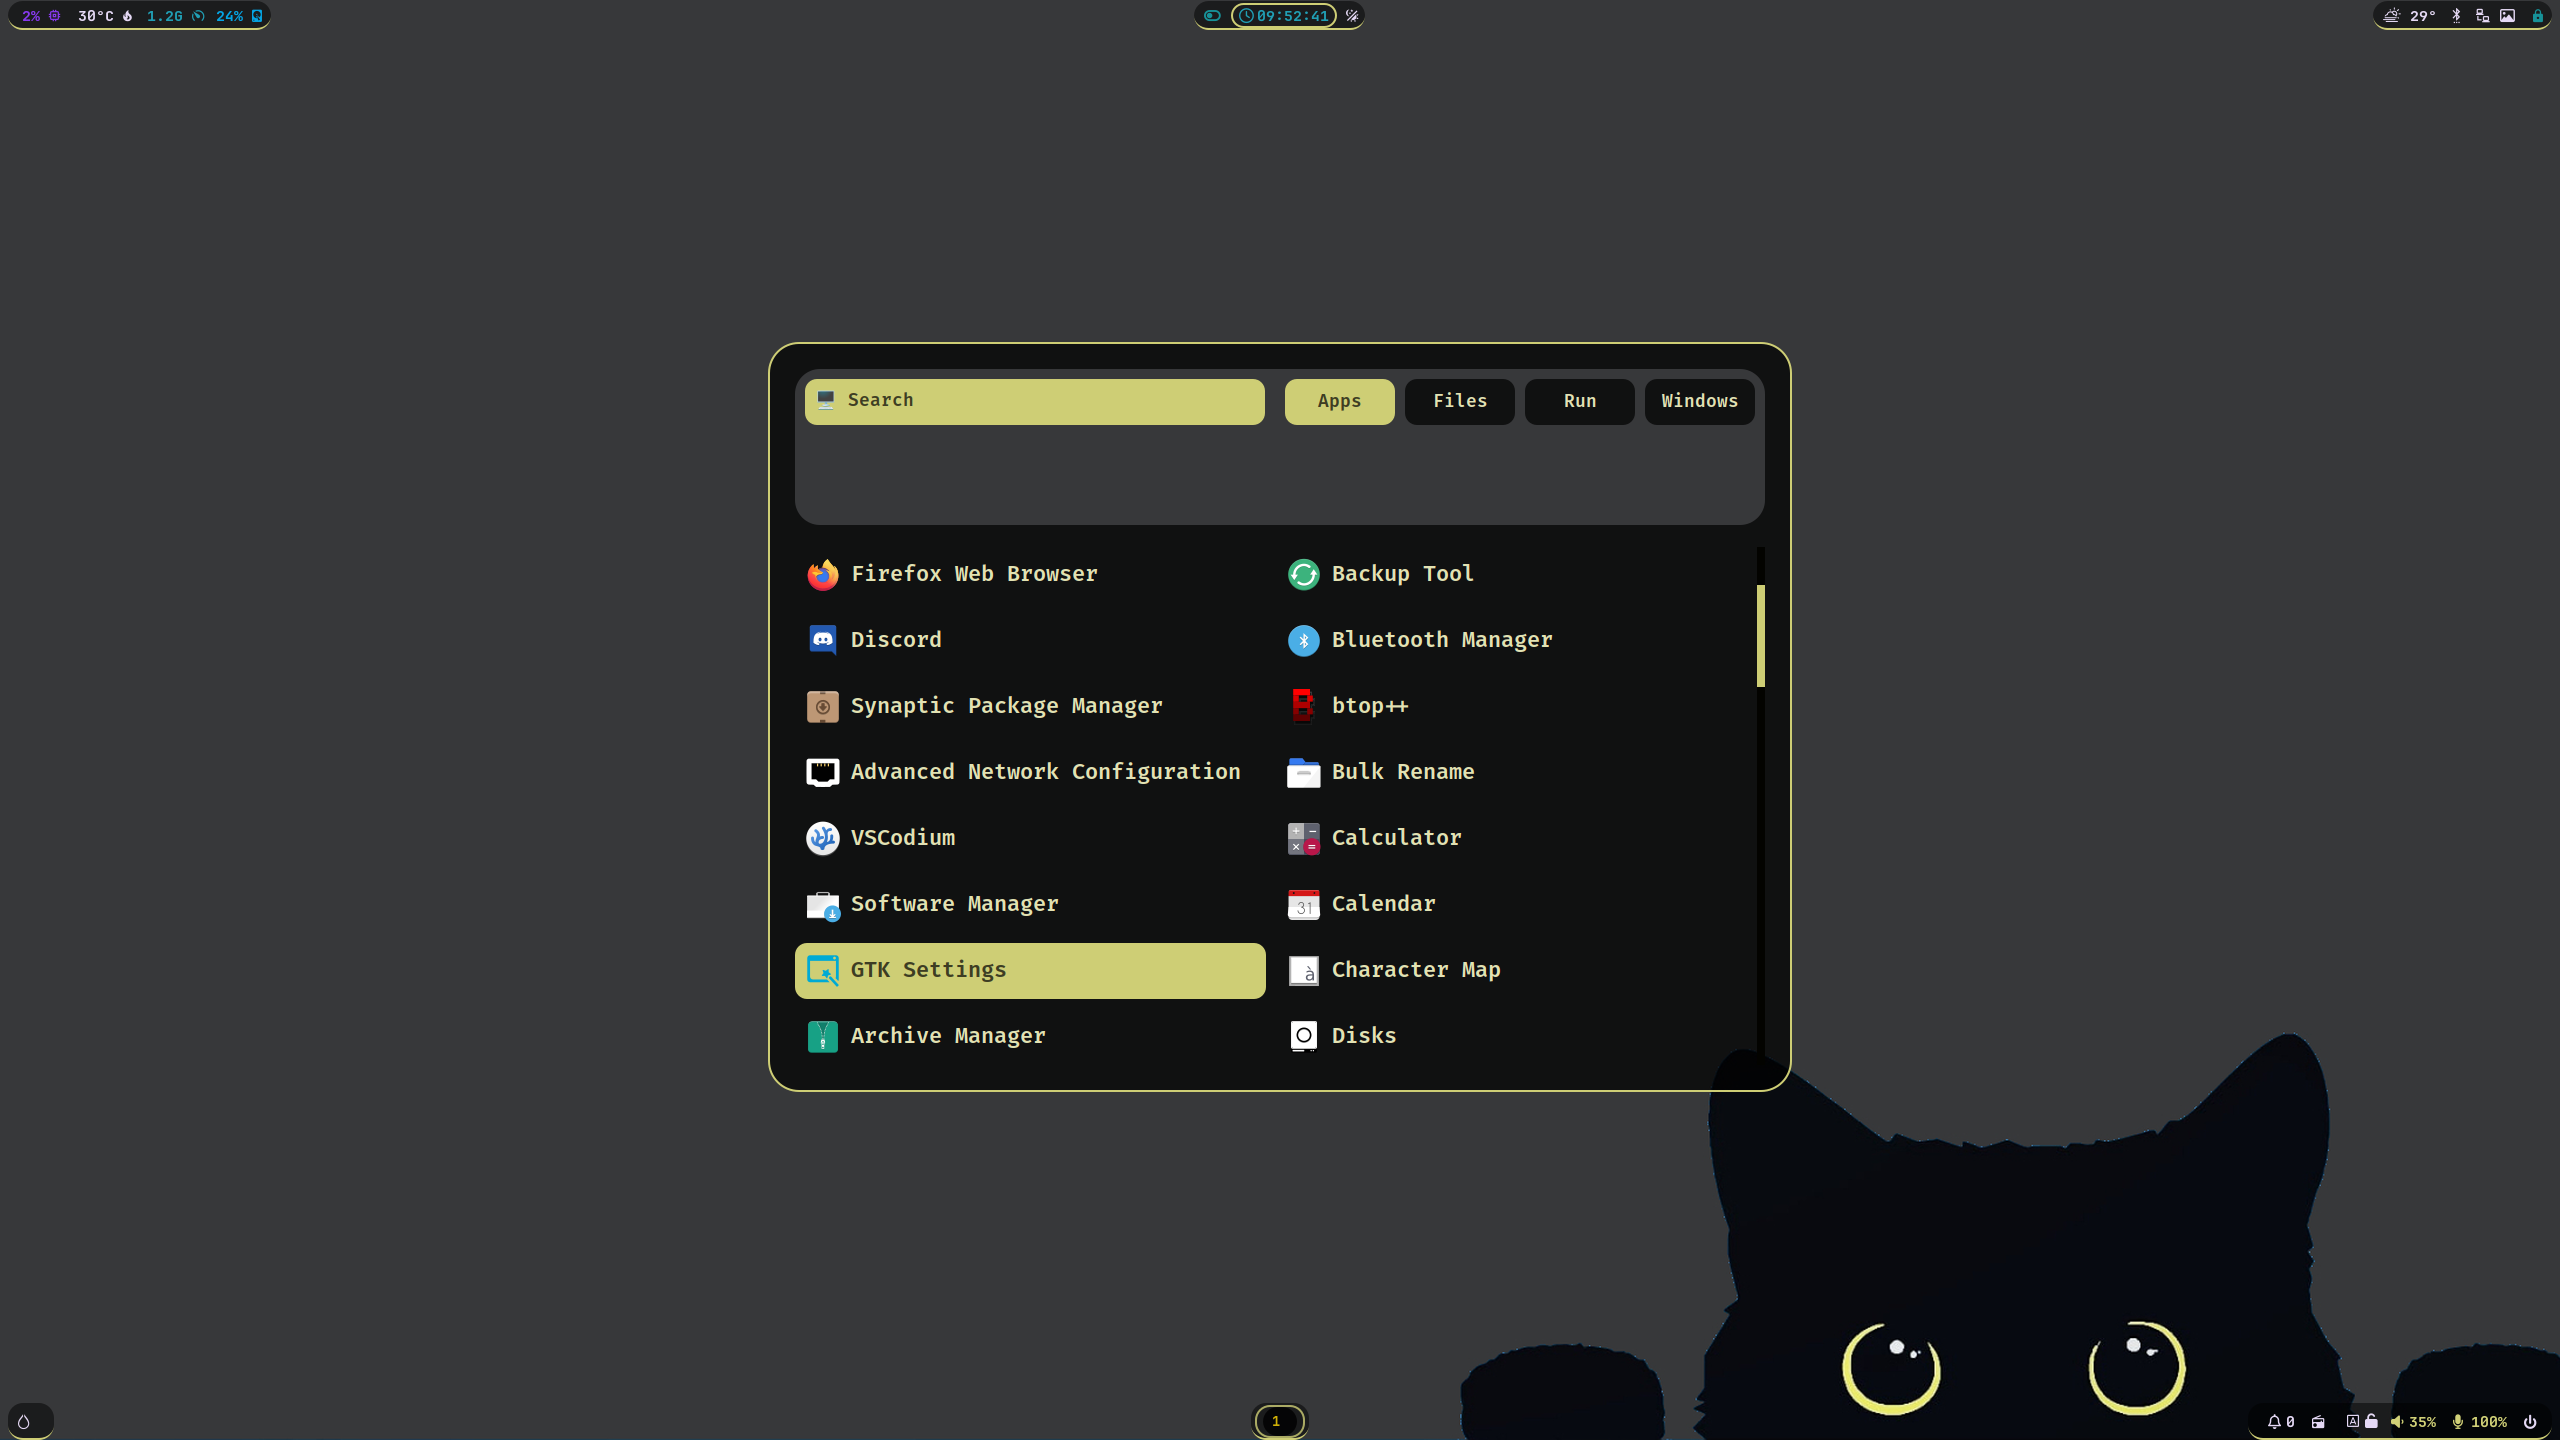 2% 30°C 1.2G 24%
09:52:41
29°
Search
Apps Files Run Windows
Firefox Web Browser
Backup Tool
Discord
Bluetooth Manager
Synaptic Package Manager
btop++
Advanced Network Configuration
Bulk Rename
VSCodium
Calculator
Software Manager
31
Calendar
GTK Settings
à
Character Map
Archive Manager
Disks
1
0 A 35% 100%